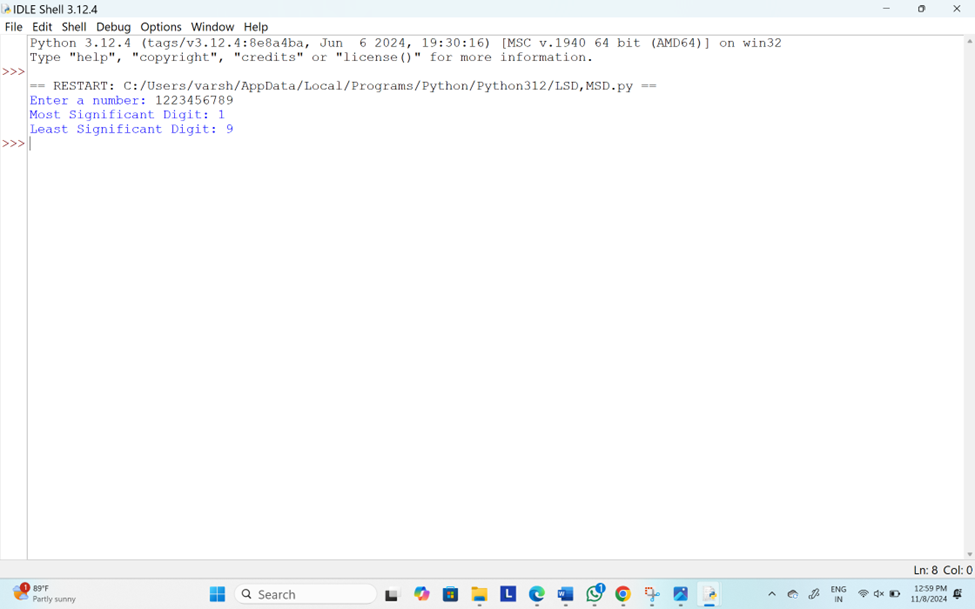 IDLE Shell 3.12.4
File Edit Shell Debug Options Window Help
Python 3.12.4 (tags/v3.12.4:8e8a4ba, Jun  6 2024, 19:30:16) [MSC v.1940 64 bit (AMD64)] on win32
Type "help", "copyright", "credits" or "license()" for more information.
>>>
== RESTART: C:/Users/varsh/AppData/Local/Programs/Python/Python312/LSD,MSD.py ==
Enter a number: 1223456789
Most Significant Digit: 1
Least Significant Digit: 9
>>>
Ln: 8 Col: 0
1
89°F
Partly sunny
Search
L
W
1
ENG
IN
12:59 PM
11/8/2024